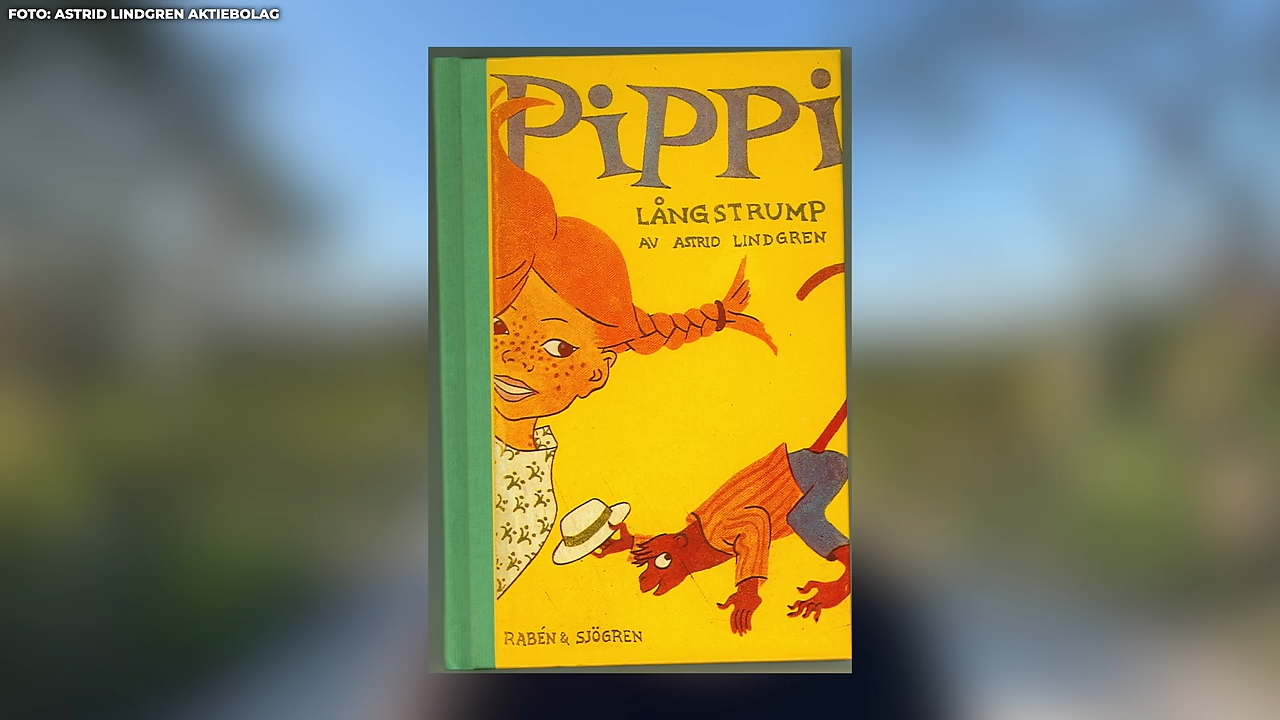 FOTO: ASTRID LINDGREN AKTIEBOLAG
PIPPI
LÅNGSTRUMP
AV ASTRID LINDGREN
RABÉN & SJÖGREN